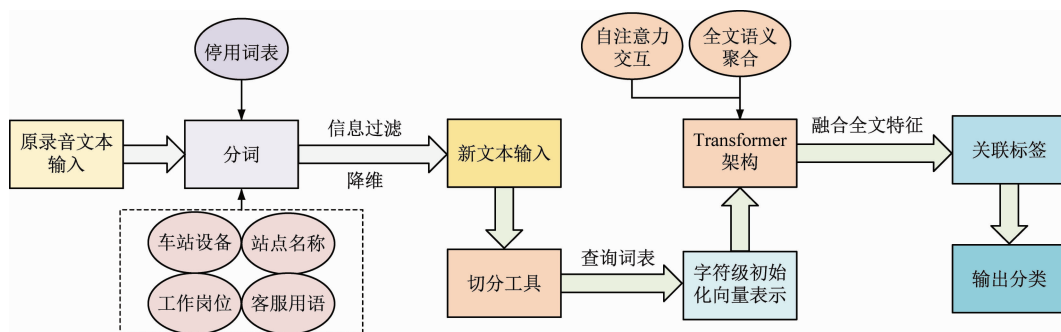 停用词表
自注意力
交互
全文语义
聚合
原录音文本
输入
分词
信息过滤
降维
新文本输入
Transformer
架构
融合全文特征
关联标签
车站设备
站点名称
工作岗位
客服用语
切分工具
查询词表
字符级初始
化向量表示
输出分类